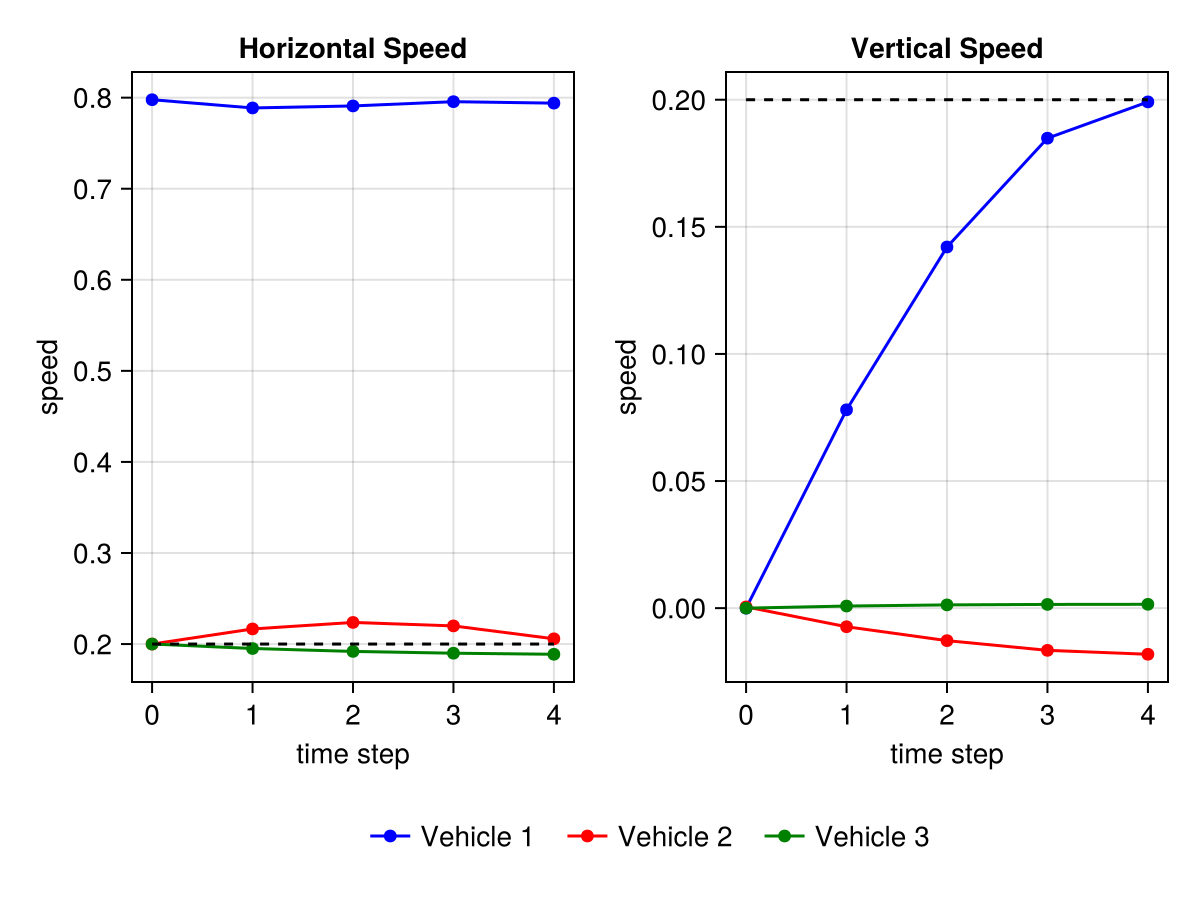 Horizontal Speed
speed
0.8
0.7
0.6
0.5
0.4
0.3
0.2
0 1 2 3 4
time step
Vertical Speed
speed
0.20
0.15
0.10
0.05
0.00
0 1 2 3 4
time step
Vehicle 1 Vehicle 2 Vehicle 3